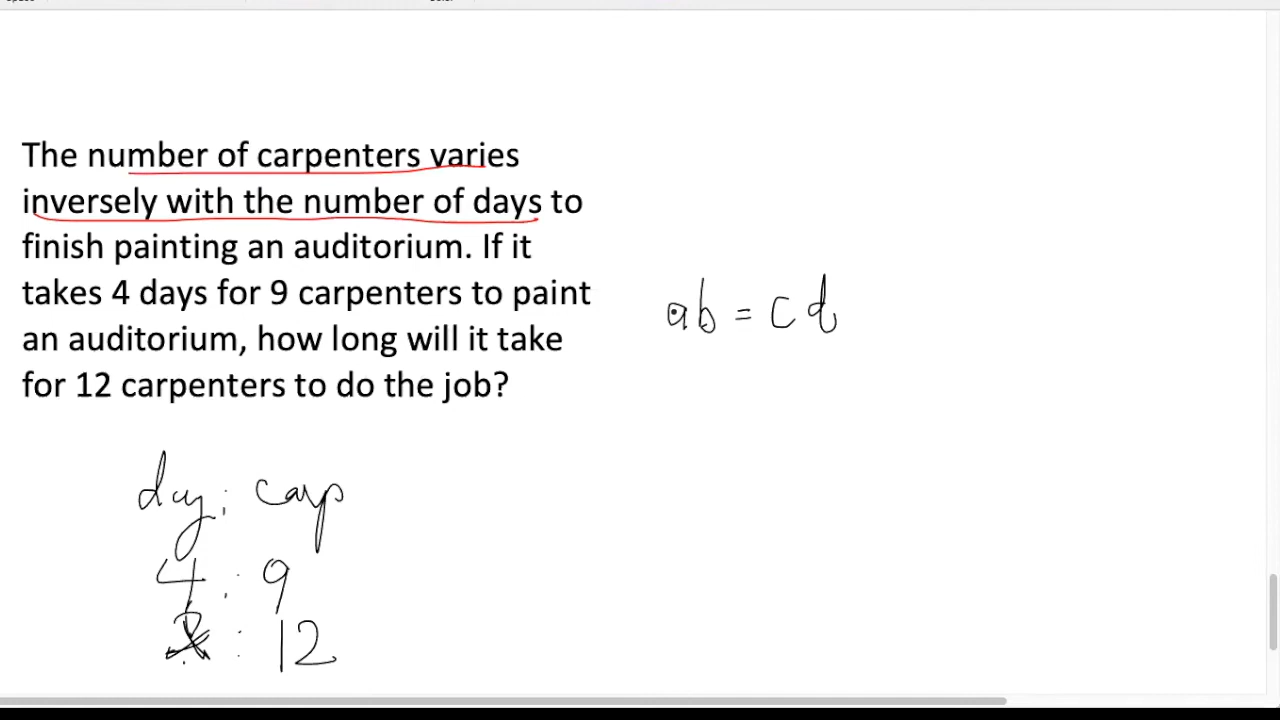 The number of carpenters varies
inversely with the number of days to
finish painting an auditorium. If it
takes 4 days for 9 carpenters to paint
an auditorium, how long will it take
for 12 carpenters to do the job?
ab = cd
day : carp
4 : 9
: 12